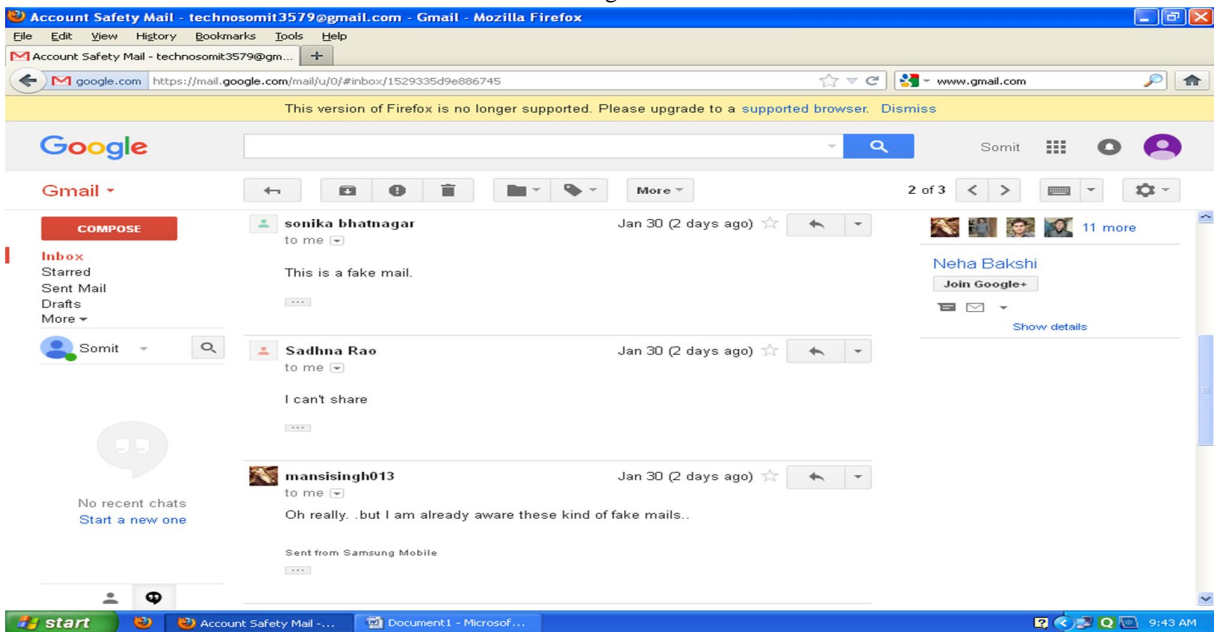 Account Safety Mail - technosomit3579@gmail.com - Gmail - Mozilla Firefox
File Edit View History Bookmarks Tools Help
Account Safety Mail - technosomit3579@gm... +
google.com https://mail.google.com/mail/u/0/#inbox/1529335d9e886745 www.gmail.com
This version of Firefox is no longer supported. Please upgrade to a supported browser. Dismiss
Google Somit
Gmail More 2 of 3
COMPOSE
Inbox
Starred
Sent Mail
Drafts
More
Somit
No recent chats
Start a new one
sonika bhatnagar Jan 30 (2 days ago)
to me
This is a fake mail.
Sadhna Rao Jan 30 (2 days ago)
to me
I can't share
mansisingh013 Jan 30 (2 days ago)
to me
Oh really. .but I am already aware these kind of fake mails..
Sent from Samsung Mobile
11 more
Neha Bakshi
Join Google+
Show details
start Account Safety Mail -... Document1 - Microsof... 9:43 AM